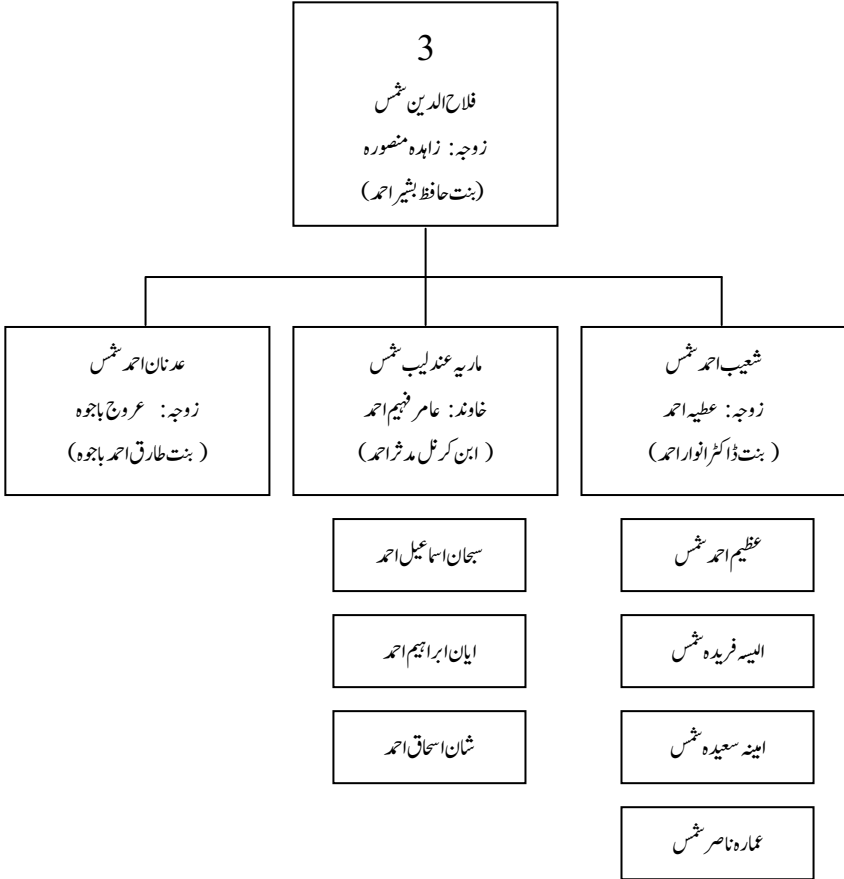 3
فلاح الدین شمس
زوجہ: زاہدہ منصورہ
(بنت حافظ بشیر احمد)
شعیب احمد شمس
زوجہ: عطیہ احمد
( بنت ڈاکٹر انوار احمد)
ماریہ عندلیب شمس
خاوند: عامر فہیم احمد
( ابن کرنل مدثر احمد)
عدنان احمد شمس
زوجہ: عروج باجوہ
( بنت طارق احمد باجوہ)
عظیم احمد شمس
الیسہ فریدہ شمس
امینہ سعیدہ شمس
عمارہ ناصر شمس
سبحان اسماعیل احمد
ایان ابراہیم احمد
شان اسحاق احمد